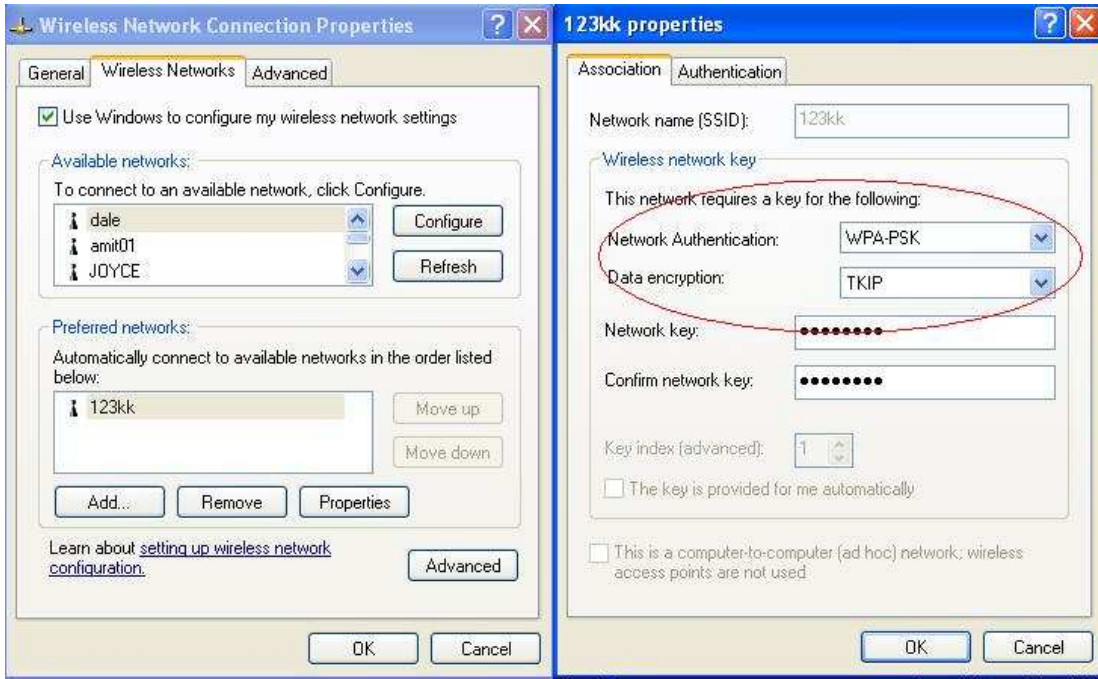 Wireless Network Connection Properties
General
Wireless Networks
Advanced
Use Windows to configure my wireless network settings
Available networks:
To connect to an available network, click Configure.
dale
amit01
JOYCE
Configure
Refresh
Preferred networks:
Automatically connect to available networks in the order listed
below:
123kk
Move up
Move down
Add...
Remove
Properties
Learn about setting up wireless network
configuration.
Advanced
OK
Cancel
123kk properties
Association
Authentication
Network name (SSID):
123kk
Wireless network key
This network requires a key for the following:
Network Authentication:
WPA-PSK
Data encryption:
TKIP
Network key:
••••••••
Confirm network key:
••••••••
Key index (advanced):
1
The key is provided for me automatically
This is a computer-to-computer (ad hoc) network; wireless
access points are not used
OK
Cancel